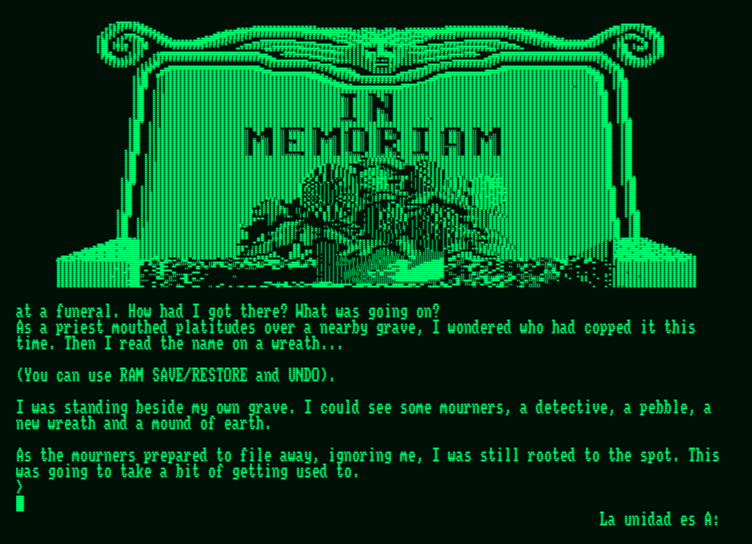 IN
MEMORIAM
at a funeral. How had I got there? What was going on?
As a priest mouthed platitudes over a nearby grave, I wondered who had copped it this
time. Then I read the name on a wreath...
(You can use RAM SAVE/RESTORE and UNDO).
I was standing beside my own grave. I could see some mourners, a detective, a pebble, a
new wreath and a mound of earth.
As the mourners prepared to file away, ignoring me, I was still rooted to the spot. This
was going to take a bit of getting used to.
>
La unidad es A: